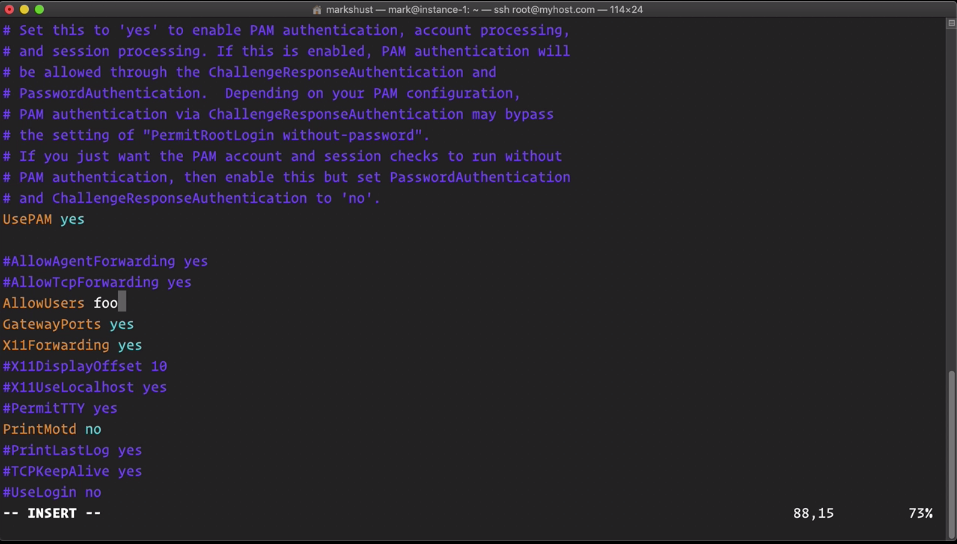 markshust — mark@instance-1: ~ — ssh root@myhost.com — 114×24
# Set this to 'yes' to enable PAM authentication, account processing,
# and session processing. If this is enabled, PAM authentication will
# be allowed through the ChallengeResponseAuthentication and
# PasswordAuthentication.  Depending on your PAM configuration,
# PAM authentication via ChallengeResponseAuthentication may bypass
# the setting of "PermitRootLogin without-password".
# If you just want the PAM account and session checks to run without
# PAM authentication, then enable this but set PasswordAuthentication
# and ChallengeResponseAuthentication to 'no'.
UsePAM yes
#AllowAgentForwarding yes
#AllowTcpForwarding yes
AllowUsers foo
GatewayPorts yes
X11Forwarding yes
#X11DisplayOffset 10
#X11UseLocalhost yes
#PermitTTY yes
PrintMotd no
#PrintLastLog yes
#TCPKeepAlive yes
#UseLogin no
-- INSERT -- 88,15 73%